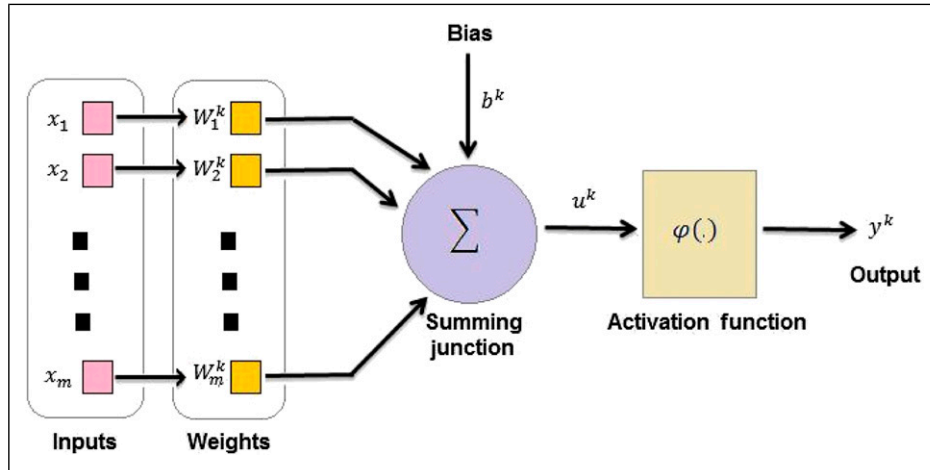 Bias
b^k
x_1
W_1^k
x_2
W_2^k
∑
u^k
φ(.)
y^k
Output
x_m
W_m^k
Summing
junction
Activation function
Inputs
Weights